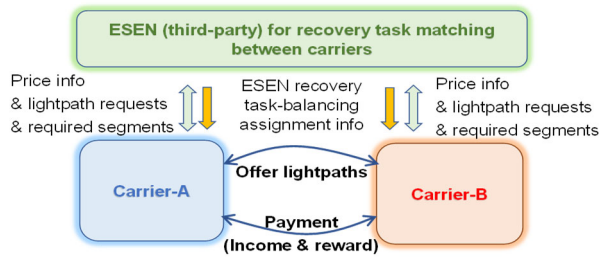 ESEN (third-party) for recovery task matching
between carriers
Price info
& lightpath requests
& required segments
ESEN recovery
task-balancing
assignment info
Price info
& lightpath requests
& required segments
Carrier-A
Offer lightpaths
Payment
(Income & reward)
Carrier-B